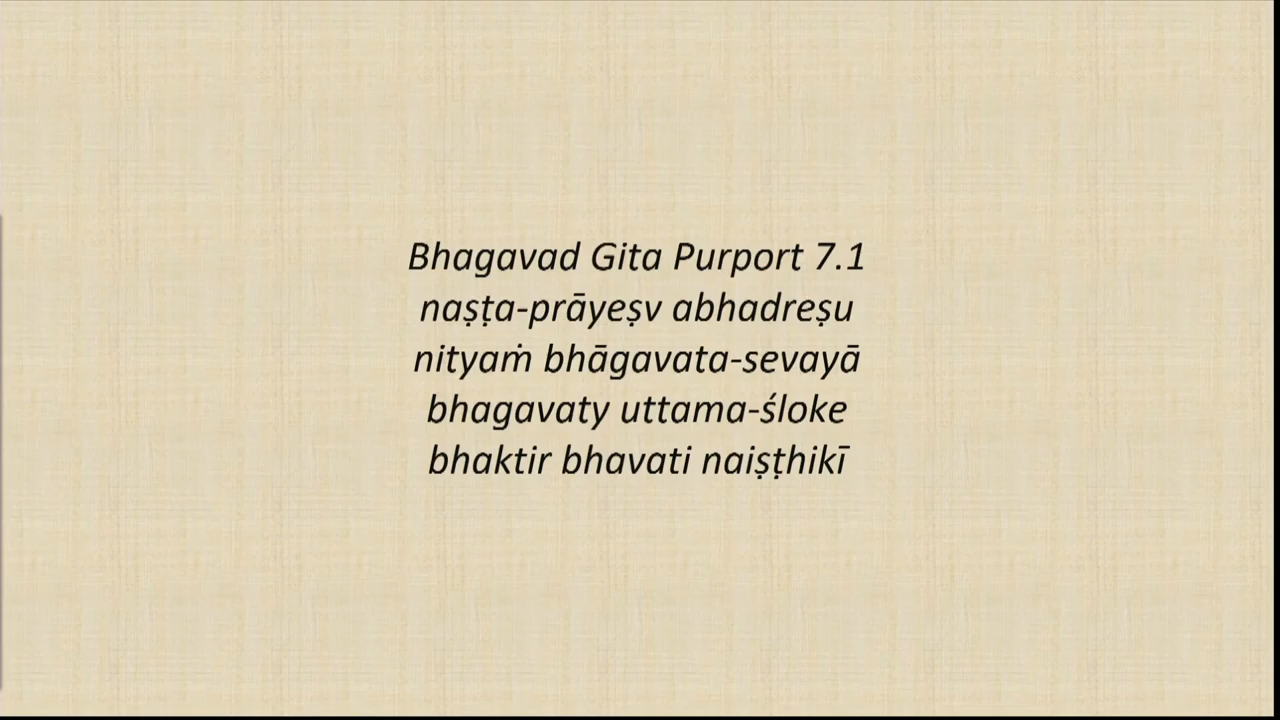 Bhagavad Gita Purport 7.1
naṣṭa-prāyeṣv abhadreṣu
nityaṁ bhāgavata-sevayā
bhagavaty uttama-śloke
bhaktir bhavati naiṣṭhikī